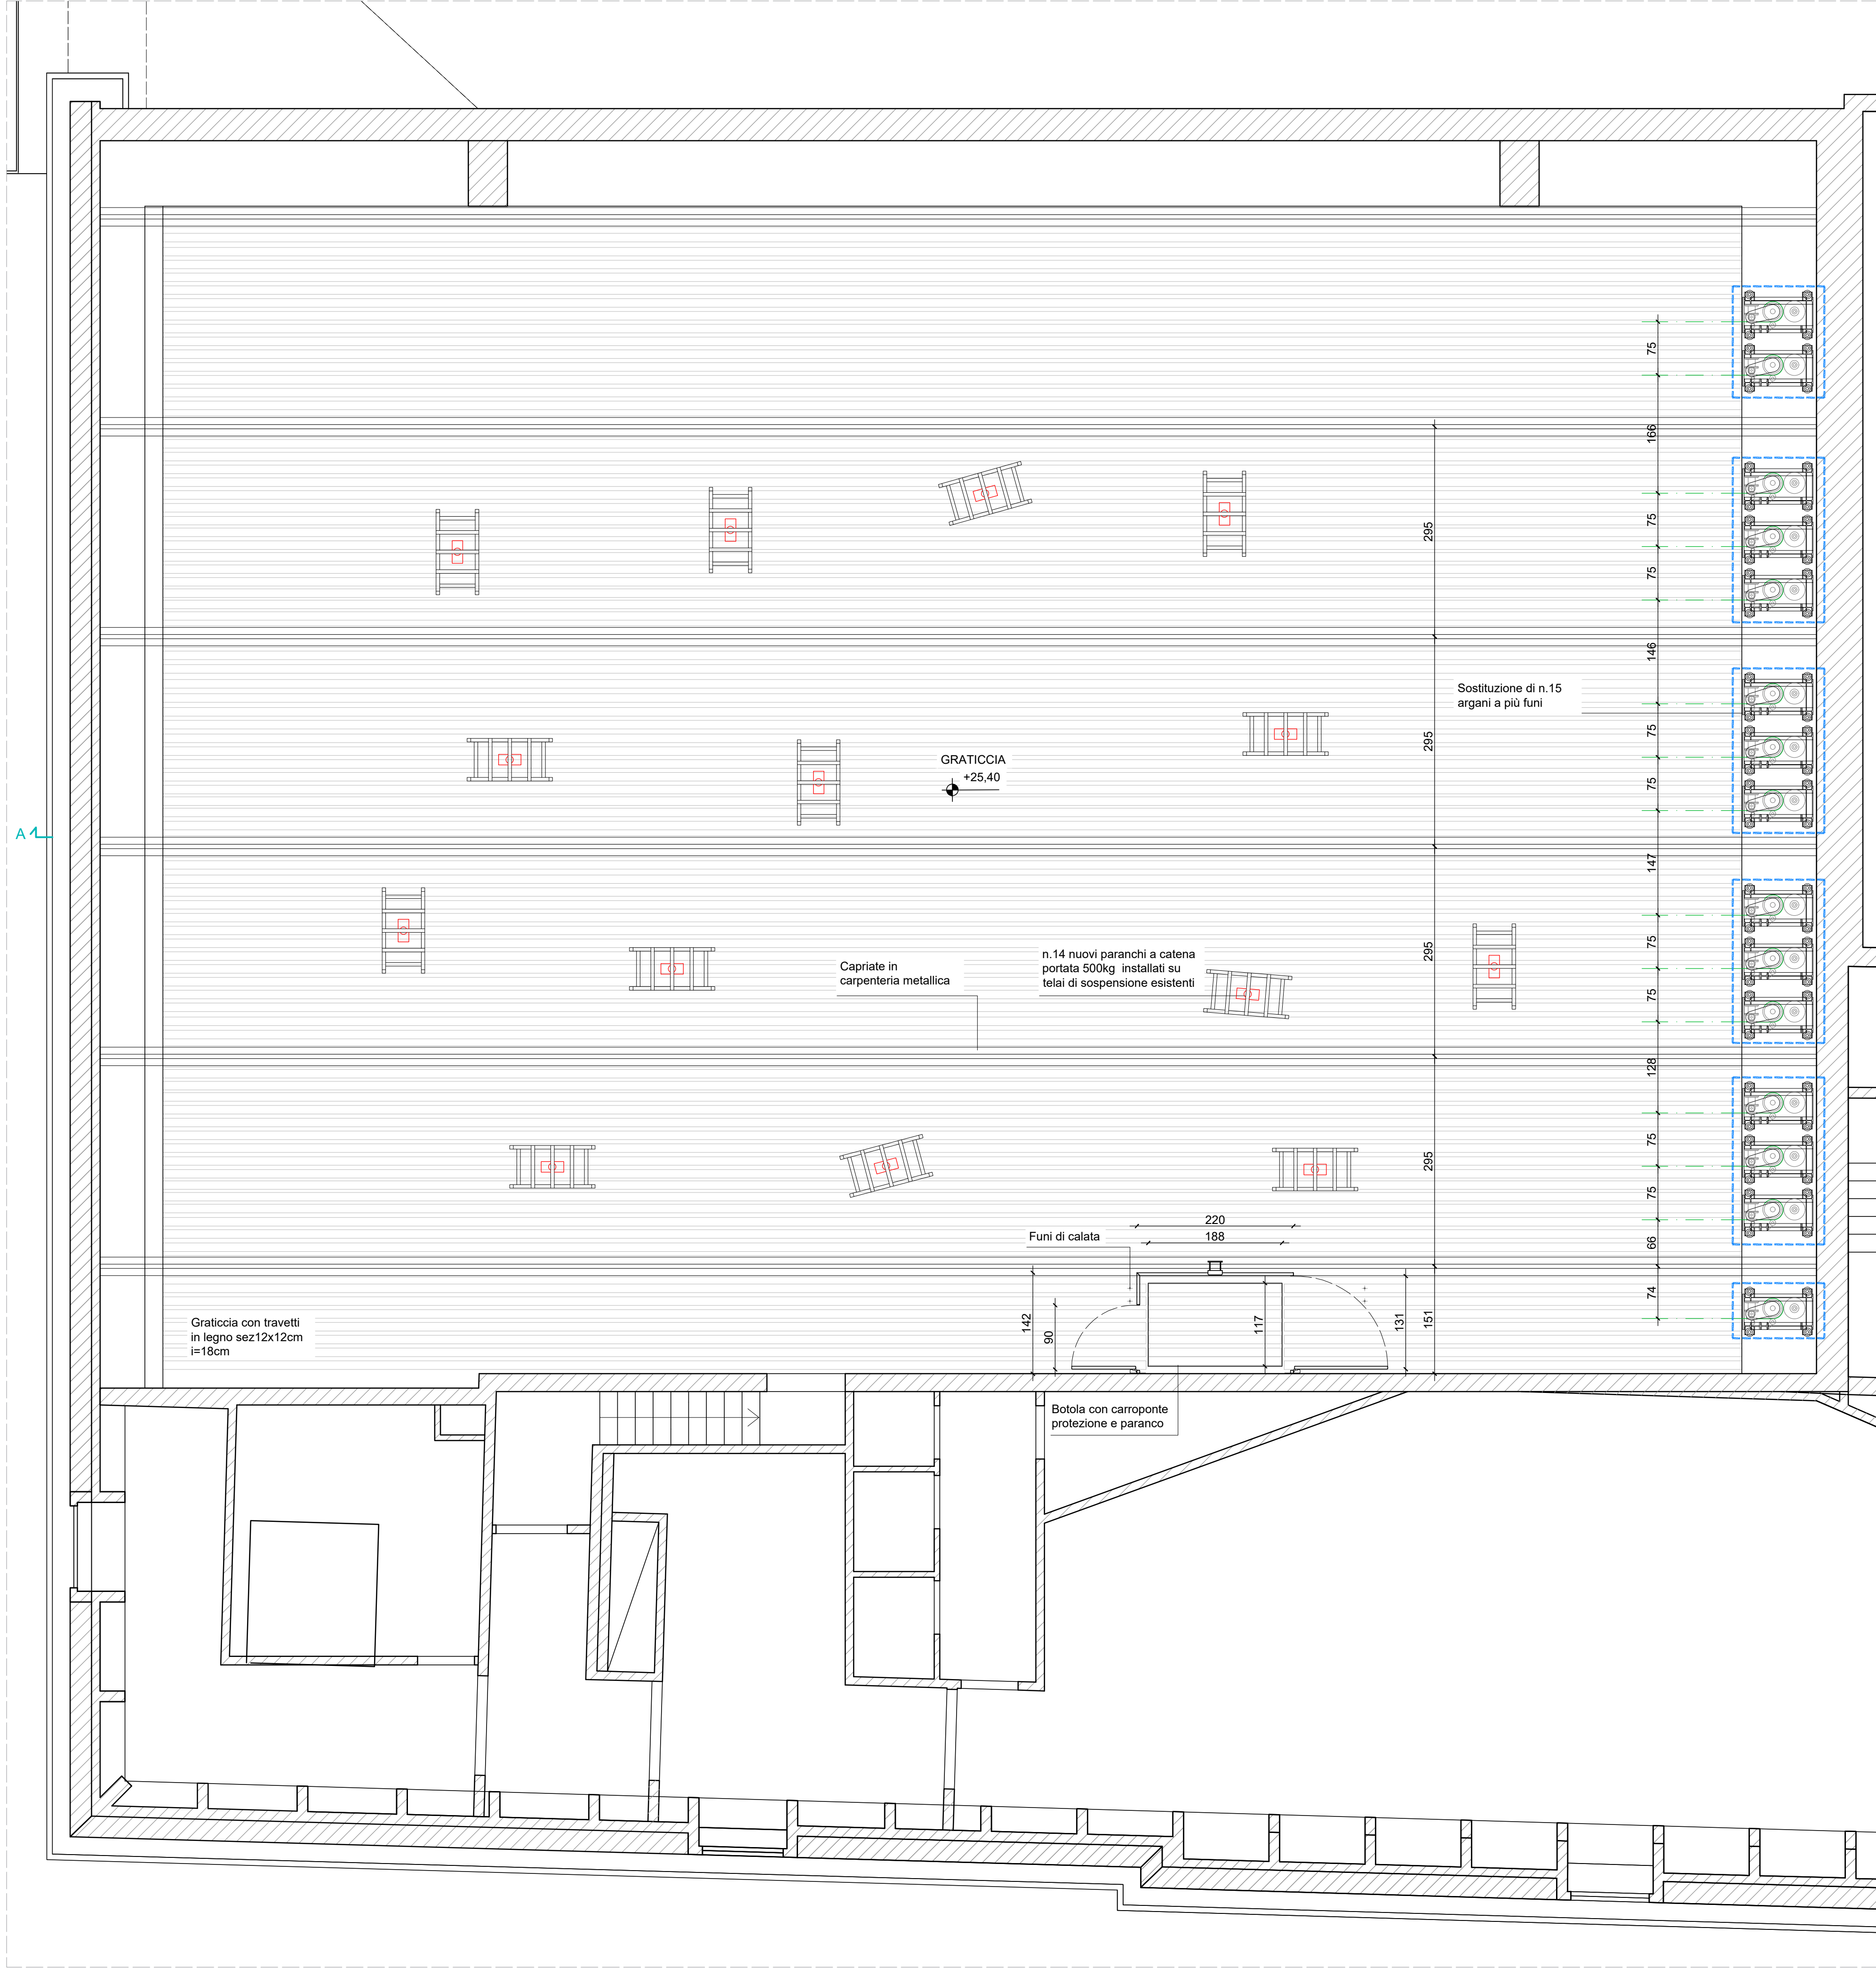 75
166
75
295
75
146
Sostituzione di n.15
argani a più funi
75
295
GRATICCIA
+25,40
75
A
147
75
295
n.14 nuovi paranchi a catena
portata 500kg installati su
telai di sospensione esistenti
Capriate in
carpenteria metallica
75
128
75
295
75
220
188
Funi di calata
66
74
142
90
117
131
151
Graticcia con travetti
in legno sez12x12cm
i=18cm
Botola con carroponte
protezione e paranco